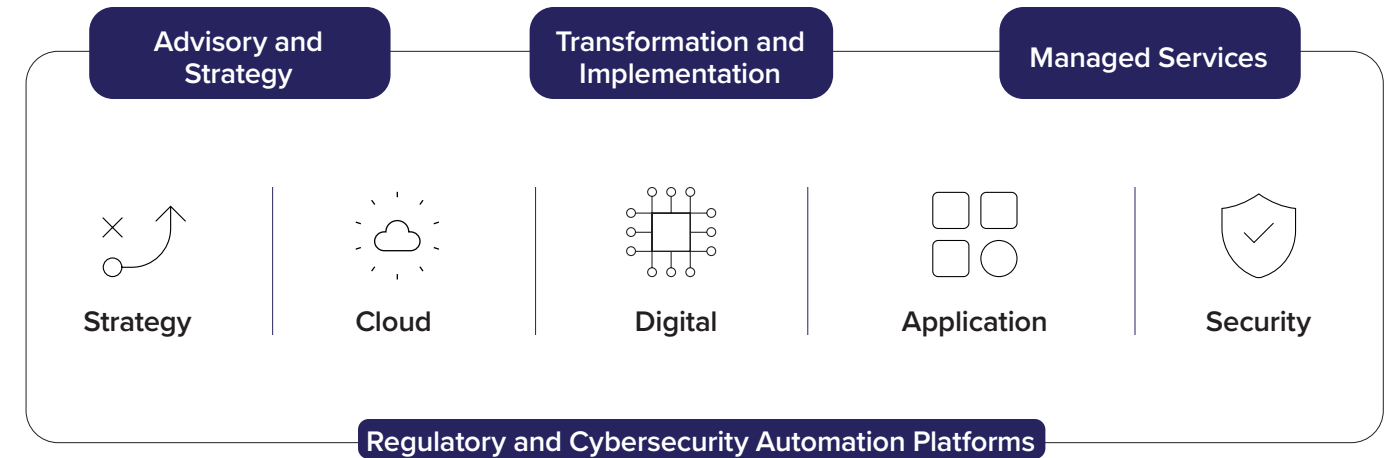 Advisory and
Strategy
Transformation and
Implementation
Managed Services
Strategy
Cloud
Digital
Application
Security
Regulatory and Cybersecurity Automation Platforms